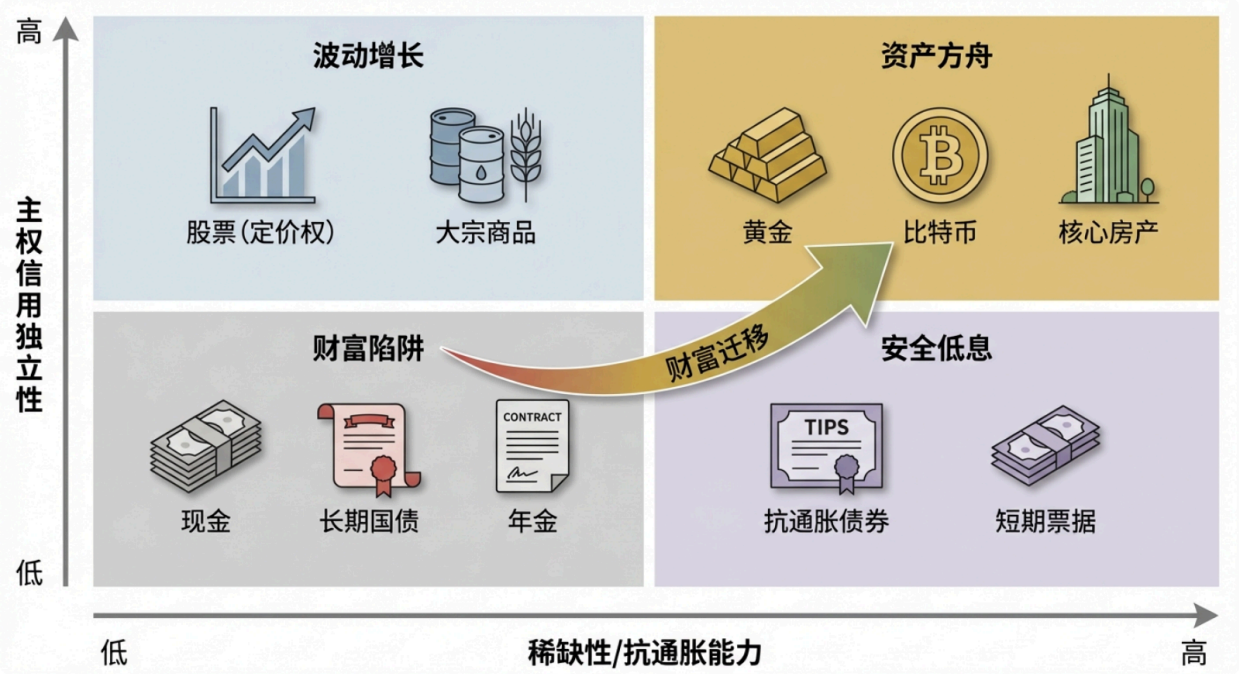 高
波动增长
股票（定价权）
大宗商品
资产方舟
黄金
比特币
核心房产
主权信用独立性
财富陷阱
现金
长期国债
CONTRACT
年金
财富迁移
安全低息
TIPS
抗通胀债券
短期票据
低
低
稀缺性/抗通胀能力
高